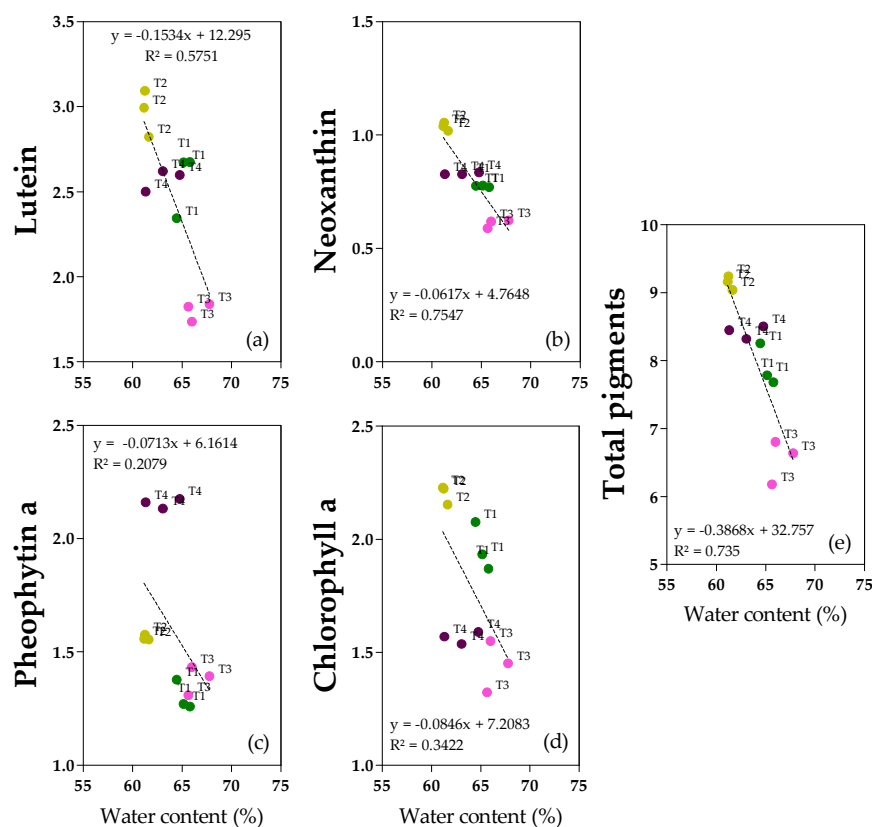 Lutein
3.5
3.0
2.5
2.0
1.5
y = -0.1534x + 12.295
R² = 0.5751
T2
T2
T2
T1
T1
T4
T4
T4
T1
T3
T3
T3
(a)
55 60 65 70 75
Neoxanthin
1.5
1.0
0.5
0.0
T2
T2
T2
T4
T4
T4
T1
T1
T1
T3
T3
T3
y = -0.0617x + 4.7648
R² = 0.7547
(b)
55 60 65 70 75
Pheophytin a
2.5
2.0
1.5
1.0
y = -0.0713x + 6.1614
R² = 0.2079
T4
T4
T4
T2
T2
T2
T3
T1
T3
T1
T3
T1
(c)
55 60 65 70 75
Water content (%)
Chlorophyll a
2.5
2.0
1.5
1.0
T2
T2
T2
T1
T1
T1
T4
T4
T4
T3
T3
T3
y = -0.0846x + 7.2083
R² = 0.3422
(d)
55 60 65 70 75
Water content (%)
Total pigments
10
9
8
7
6
5
T2
T2
T2
T4
T4
T4
T1
T1
T1
T3
T3
T3
y = -0.3868x + 32.757
R² = 0.735
(e)
55 60 65 70 75
Water content (%)